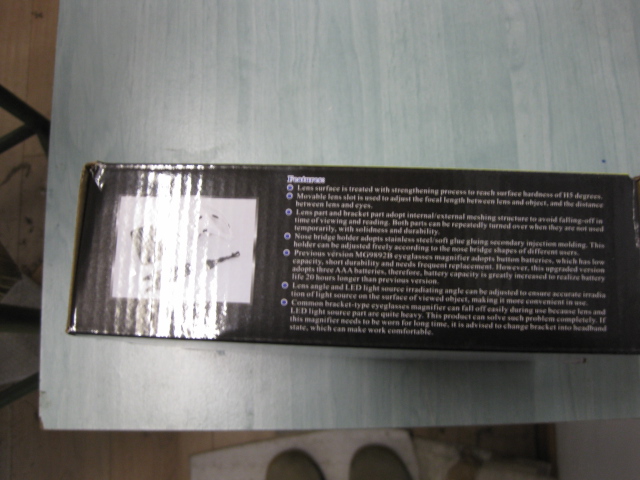 Features:
Lens surface is treated with strengthening process to reach surface hardness of H5 degrees.
Movable lens slot is used to adjust the focal length between lens and object, and the distance
between lens and eyes.
Lens part and bracket part adopt internal/external meshing structure to avoid falling-off in
time of viewing and reading. Both parts can be repeatedly turned over when they are not used
temporarily, with solidness and durability.
Nose bridge holder adopts stainless steel/soft glue gluing secondary injection molding. This
holder can be adjusted freely according to the nose bridge shapes of different users.
Previous version MG9892B eyeglasses magnifier adopts button batteries, which has low
capacity, short durability and needs frequent replacement. However, this upgraded version
adopts three AAA batteries, therefore, battery capacity is greatly increased to realize battery
life 20 hours longer than previous version.
Lens angle and LED light source irradiating angle can be adjusted to ensure accurate irradia
tion of light source on the surface of viewed object, making it more convenient in use.
Common bracket-type eyeglasses magnifier can fall off easily during use because lens and
LED light source part are quite heavy. This product can solve such problem completely. If
this magnifier needs to be worn for long time, it is advised to change bracket into headband
state, which can make work comfortable.